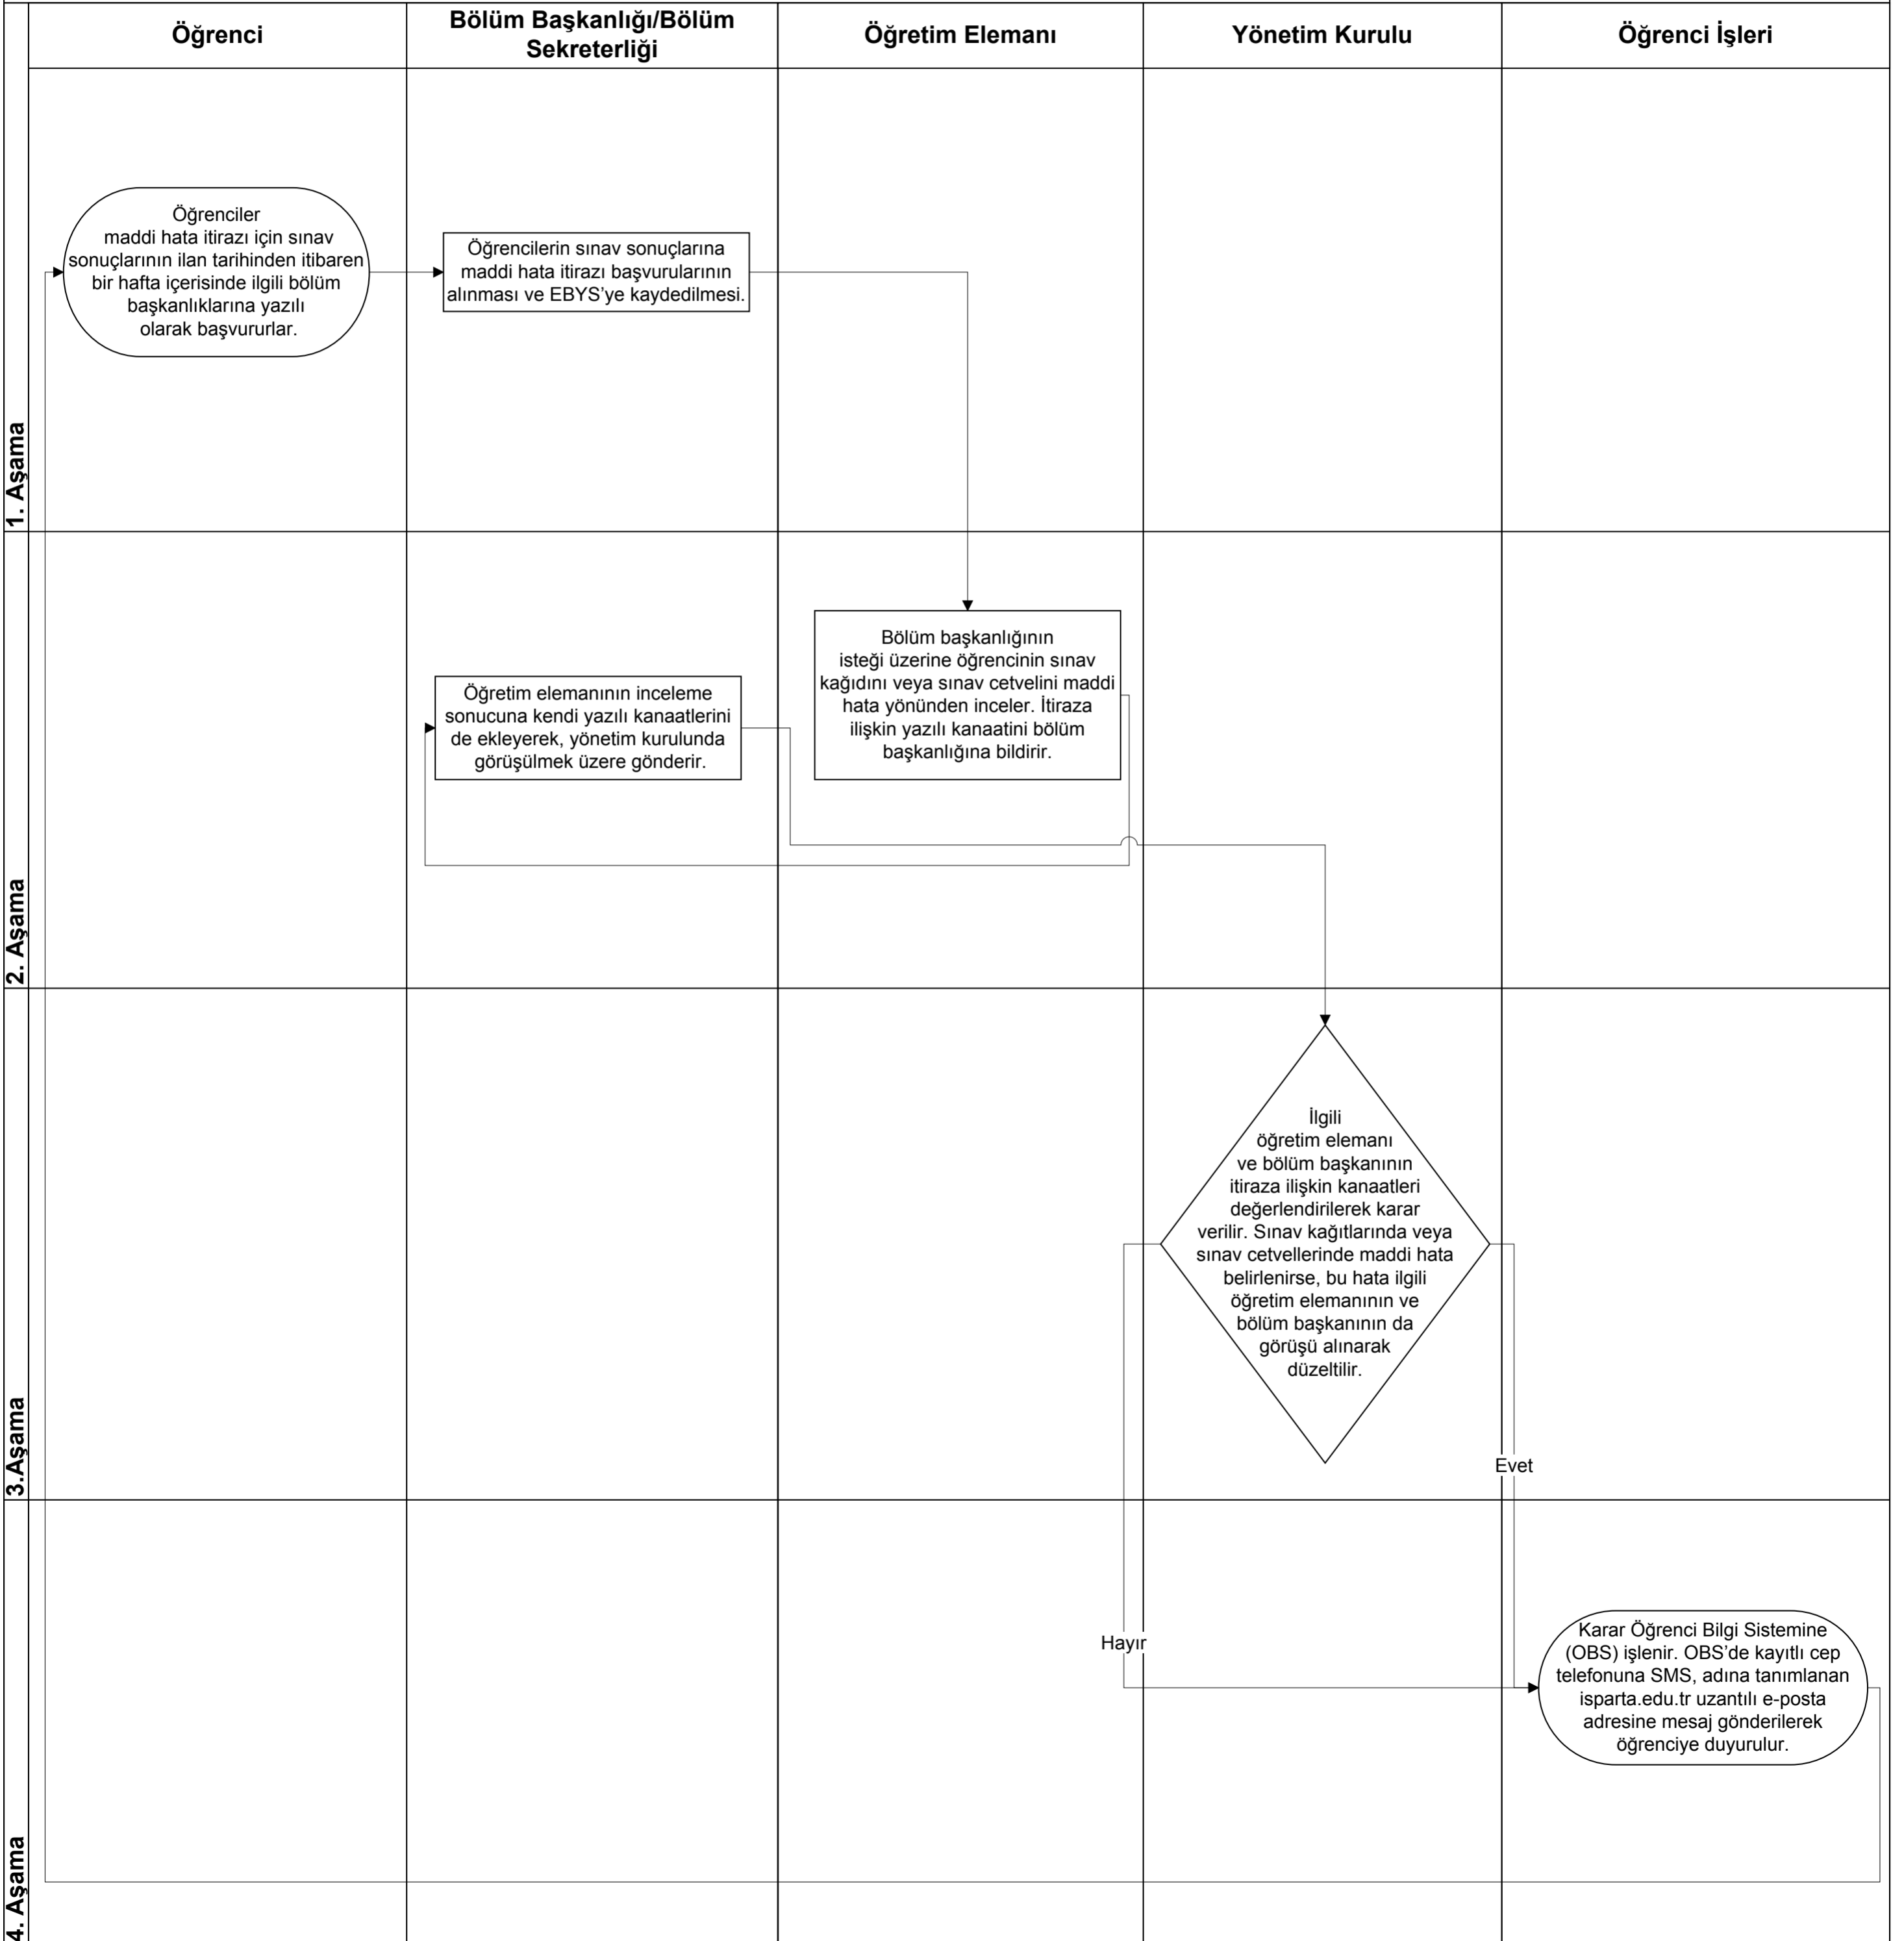 Öğrenci
Bölüm Başkanlığı/Bölüm
Sekreterliği
Öğretim Elemanı
Yönetim Kurulu
Öğrenci İşleri
1. Aşama
Öğrenciler
maddi hata itirazı için sınav
sonuçlarının ilan tarihinden itibaren
bir hafta içerisinde ilgili bölüm
başkanlıklarına yazılı
olarak başvururlar.
Öğrencilerin sınav sonuçlarına
maddi hata itirazı başvurularının
alınması ve EBYS’ye kaydedilmesi.
2. Aşama
Bölüm başkanlığının
isteği üzerine öğrencinin sınav
kağıdını veya sınav cetvelini maddi
hata yönünden inceler. İtiraza
ilişkin yazılı kanaatini bölüm
başkanlığına bildirir.
Öğretim elemanının inceleme
sonucuna kendi yazılı kanaatlerini
de ekleyerek, yönetim kurulunda
görüşülmek üzere gönderir.
3.Aşama
İlgili
öğretim elemanı
ve bölüm başkanının
itiraza ilişkin kanaatleri
değerlendirilerek karar
verilir. Sınav kağıtlarında veya
sınav cetvellerinde maddi hata
belirlenirse, bu hata ilgili
öğretim elemanının ve
bölüm başkanının da
görüşü alınarak
düzeltilir.
Evet
4. Aşama
Hayır
Karar Öğrenci Bilgi Sistemine
(OBS) işlenir. OBS’de kayıtlı cep
telefonuna SMS, adına tanımlanan
isparta.edu.tr uzantılı e-posta
adresine mesaj gönderilerek
öğrenciye duyurulur.